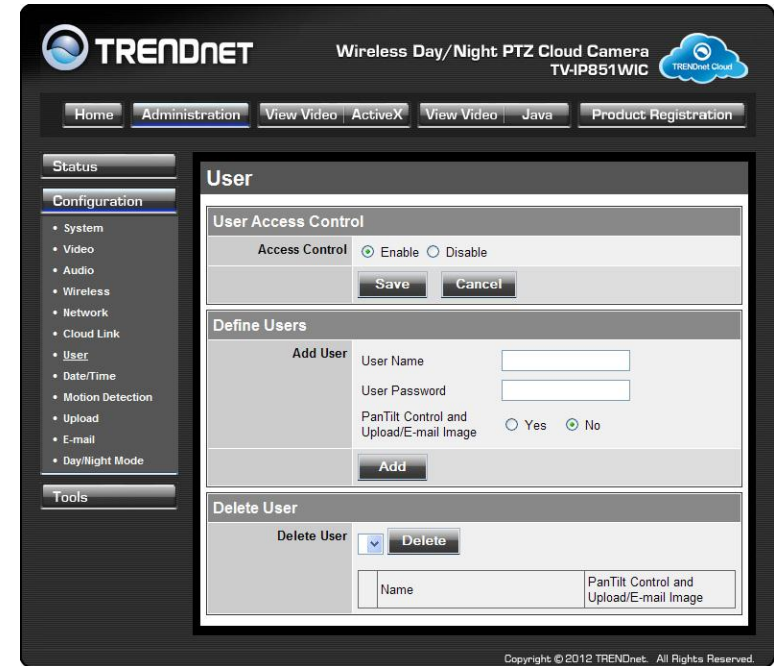 TRENDNET
Wireless Day/Night PTZ Cloud Camera
TV-IP851WIC
TRENDnet Cloud
Home Administration View Video ActiveX View Video Java Product Registration
Status
Configuration
• System
• Video
• Audio
• Wireless
• Network
• Cloud Link
• User
• Date/Time
• Motion Detection
• Upload
• E-mail
• Day/Night Mode
Tools
User
User Access Control
Access Control Enable Disable
Save Cancel
Define Users
Add User User Name
User Password
PanTilt Control and
Upload/E-mail Image Yes No
Add
Delete User
Delete User Delete
Name PanTilt Control and
Upload/E-mail Image
Copyright © 2012 TRENDnet. All Rights Reserved.